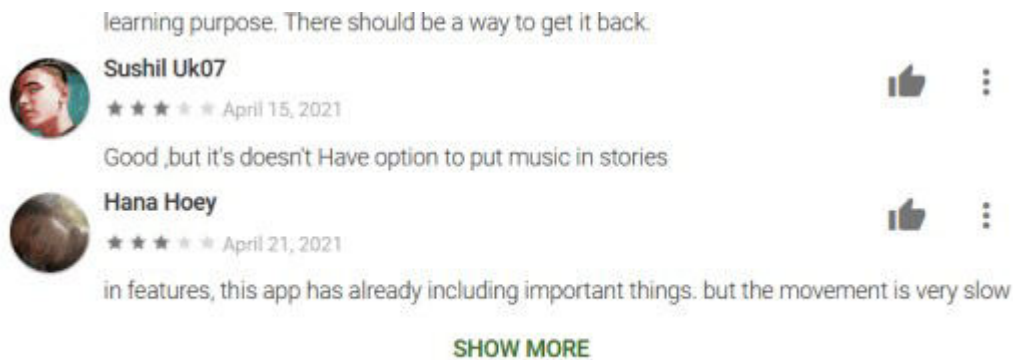 learning purpose. There should be a way to get it back.
Sushil Uk07
April 15, 2021
Good ,but it's doesn't Have option to put music in stories
Hana Hoey
April 21, 2021
in features, this app has already including important things. but the movement is very slow
SHOW MORE